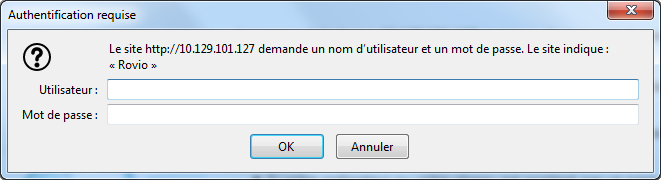 Authentification requise
Le site http://10.129.101.127 demande un nom d'utilisateur et un mot de passe. Le site indique :
« Rovio »
Utilisateur :
Mot de passe :
OK Annuler